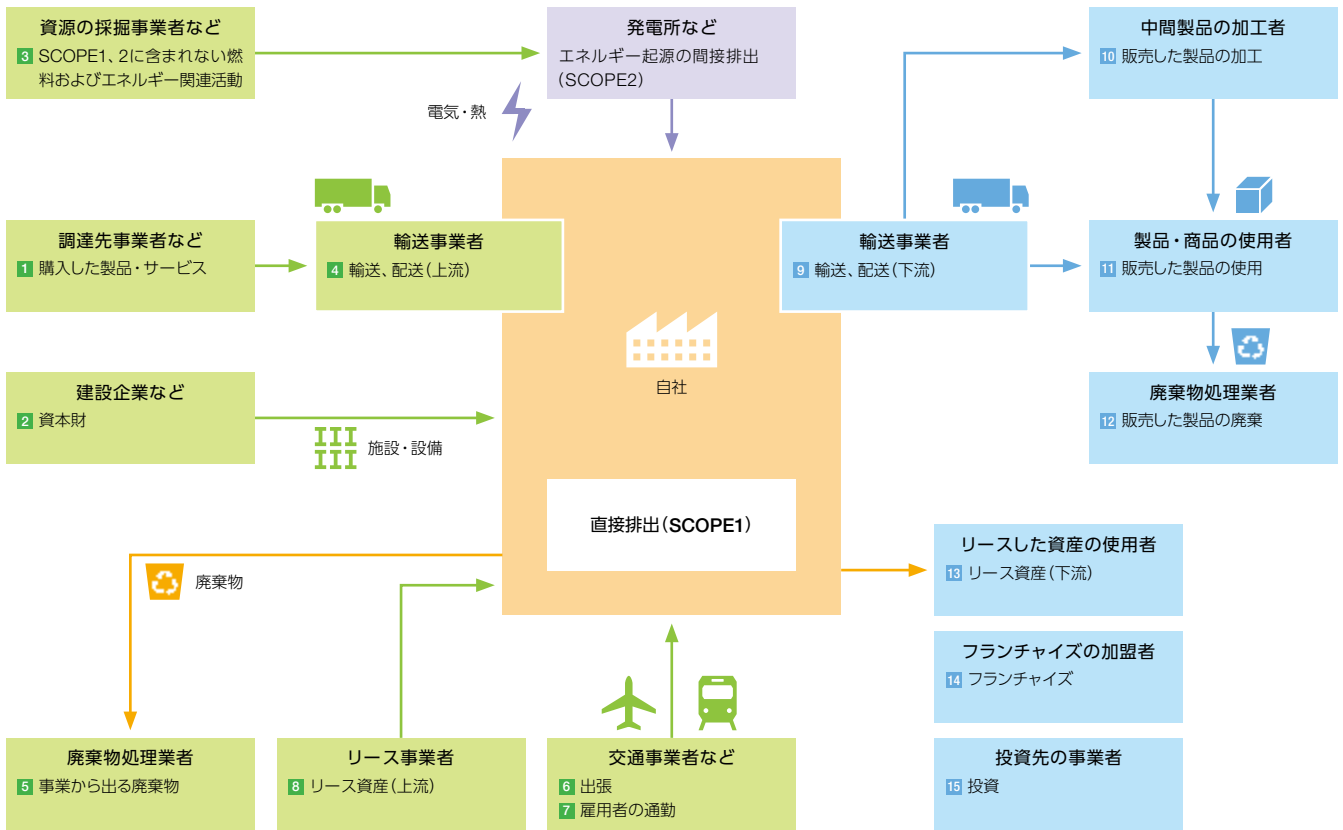 資源の採掘事業者など
3 SCOPE1、2に含まれない燃
料およびエネルギー関連活動
発電所など
エネルギー起源の間接排出
(SCOPE2)
電気・熱
中間製品の加工者
10 販売した製品の加工
調達先事業者など
1 購入した製品・サービス
輸送事業者
4 輸送、配送(上流)
輸送事業者
9 輸送、配送(下流)
製品・商品の使用者
11 販売した製品の使用
自社
建設企業など
2 資本財
施設・設備
廃棄物処理業者
12 販売した製品の廃棄
直接排出(SCOPE1)
廃棄物
リースした資産の使用者
13 リース資産(下流)
フランチャイズの加盟者
14 フランチャイズ
廃棄物処理業者
5 事業から出る廃棄物
リース事業者
8 リース資産(上流)
交通事業者など
6 出張
7 雇用者の通勤
投資先の事業者
15 投資